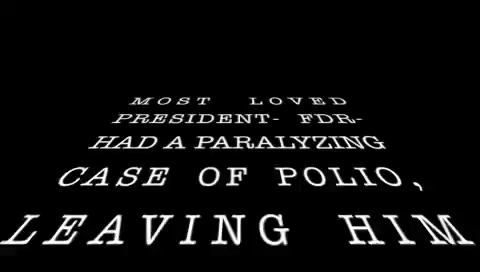 MOST LOVED
PRESIDENT- FDR-
HAD A PARALYZING
CASE OF POLIO,
LEAVING HIM